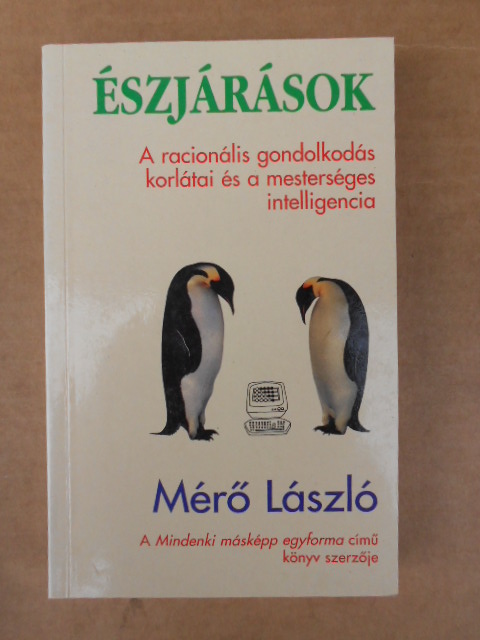 ÉSZJÁRÁSOK
A racionális gondolkodás
korlátai és a mesterséges
intelligencia
Mérő László
A Mindenki másképp egyforma című
könyv szerzője